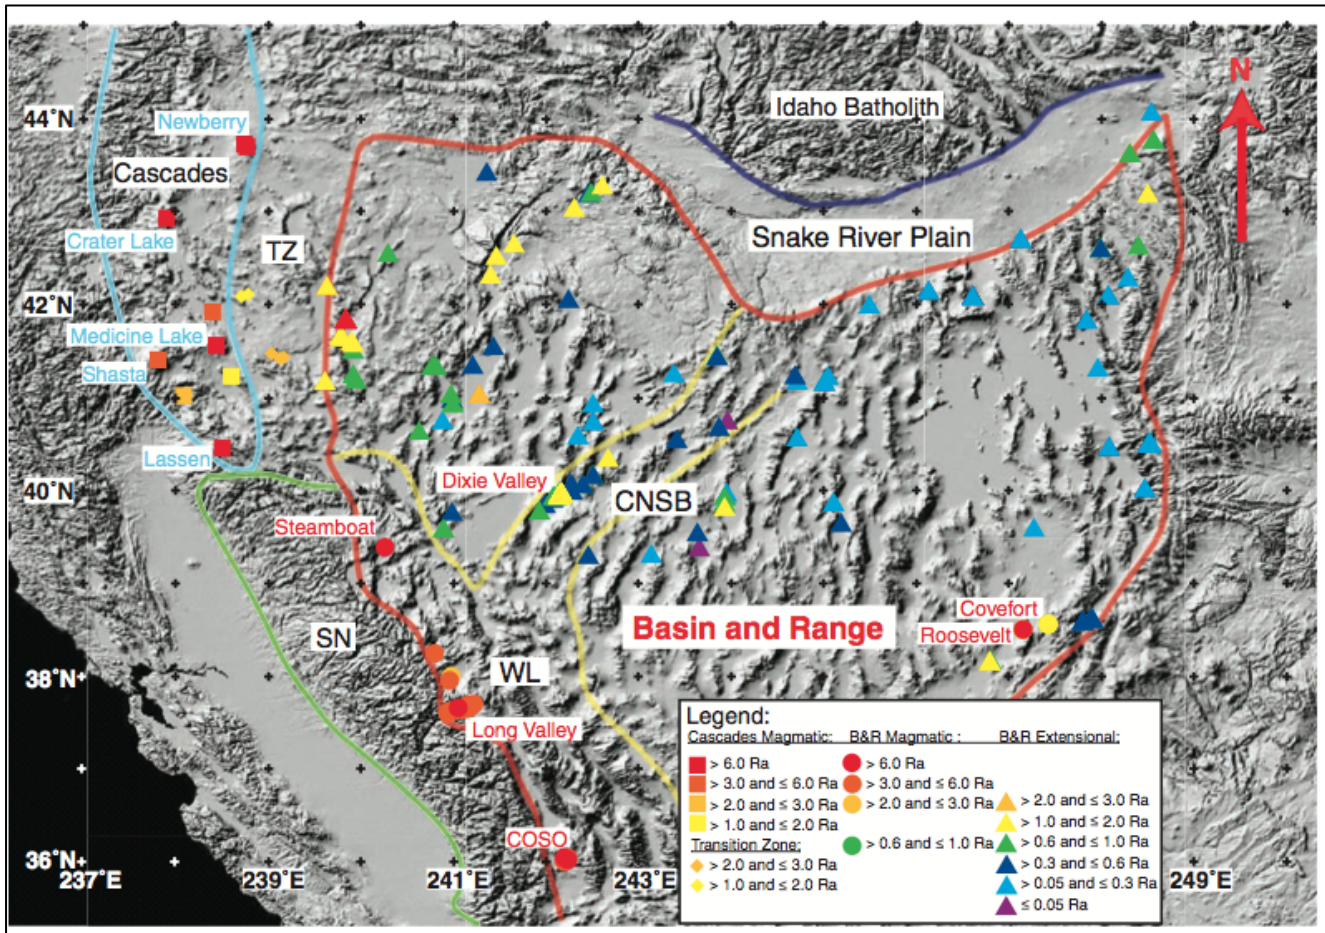 N
Idaho Batholith
44˚N
Newberry
Cascades
Crater Lake
TZ
Snake River Plain
42˚N
Medicine Lake
Shasta
Lassen
Dixie Valley
40˚N
CNSB
Steamboat
Covefort
Basin and Range
Roosevelt
SN
WL
38˚N
Long Valley
COSO
36˚N
237˚E
239˚E
241˚E
243˚E
249˚E
Legend:
Cascades Magmatic:
> 6.0 Ra
> 3.0 and ≤ 6.0 Ra
> 2.0 and ≤ 3.0 Ra
> 1.0 and ≤ 2.0 Ra
Transition Zone:
> 2.0 and ≤ 3.0 Ra
> 1.0 and ≤ 2.0 Ra
B&R Magmatic :
> 6.0 Ra
> 3.0 and ≤ 6.0 Ra
> 2.0 and ≤ 3.0 Ra
> 0.6 and ≤ 1.0 Ra
B&R Extensional:
> 2.0 and ≤ 3.0 Ra
> 1.0 and ≤ 2.0 Ra
> 0.6 and ≤ 1.0 Ra
> 0.3 and ≤ 0.6 Ra
> 0.05 and ≤ 0.3 Ra
≤ 0.05 Ra